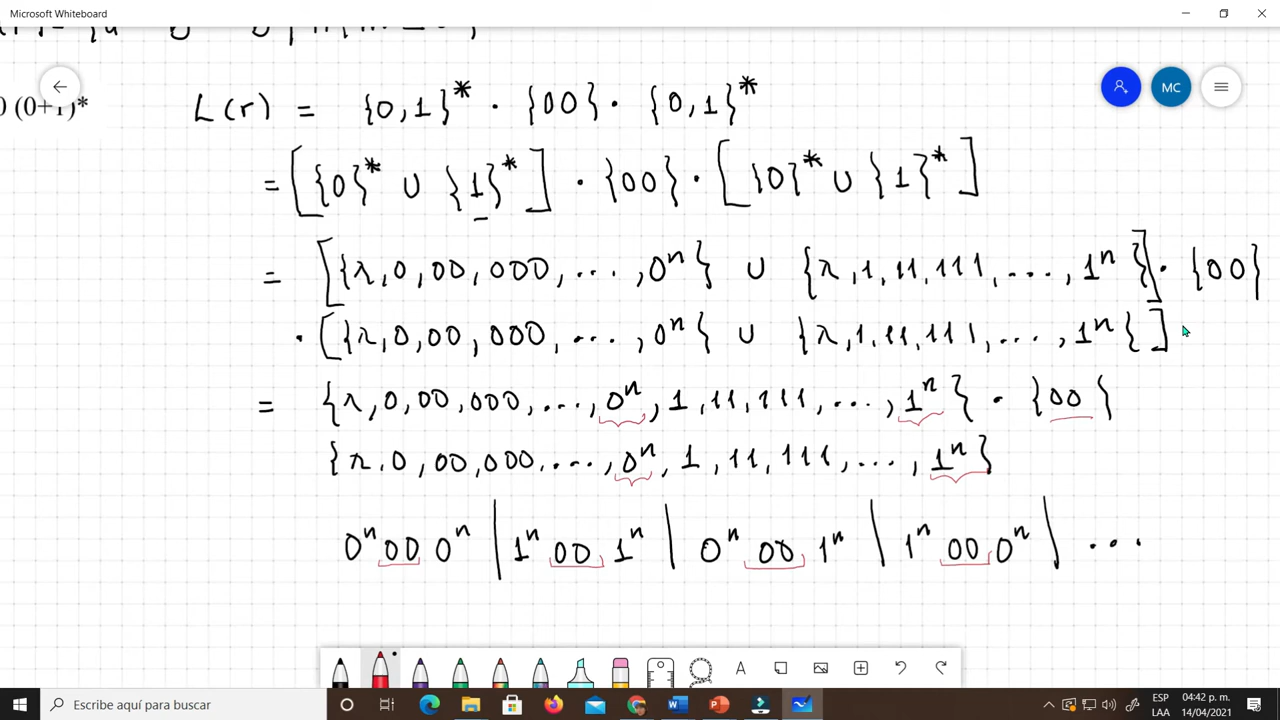 Microsoft Whiteboard
0 (0+1)*
L(r) = {0,1}* · {00} · {0,1}*
MC
= [{0}* ∪ {1}*] · {00} · [{0}* ∪ {1}*]
= [{λ,0,00,000,...,0ⁿ} ∪ {λ,1,11,111,...,1ⁿ}] · {00}
· [{λ,0,00,000,...,0ⁿ} ∪ {λ,1,11,111,...,1ⁿ}]
= {λ,0,00,000,...,0ⁿ,1,11,111,...,1ⁿ} · {00}
{λ,0,00,000,...,0ⁿ,1,11,111,...,1ⁿ}
0ⁿ00 0ⁿ | 1ⁿ 00 1ⁿ | 0ⁿ 00 1ⁿ | 1ⁿ 00 0ⁿ | ...
A
Escribe aquí para buscar
ESP 04:42 p. m.
LAA 14/04/2021